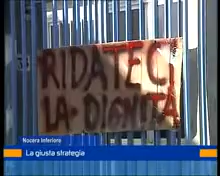 RIDATECI
LA DIGNITÀ
Nocera Inferiore
La giusta strategia